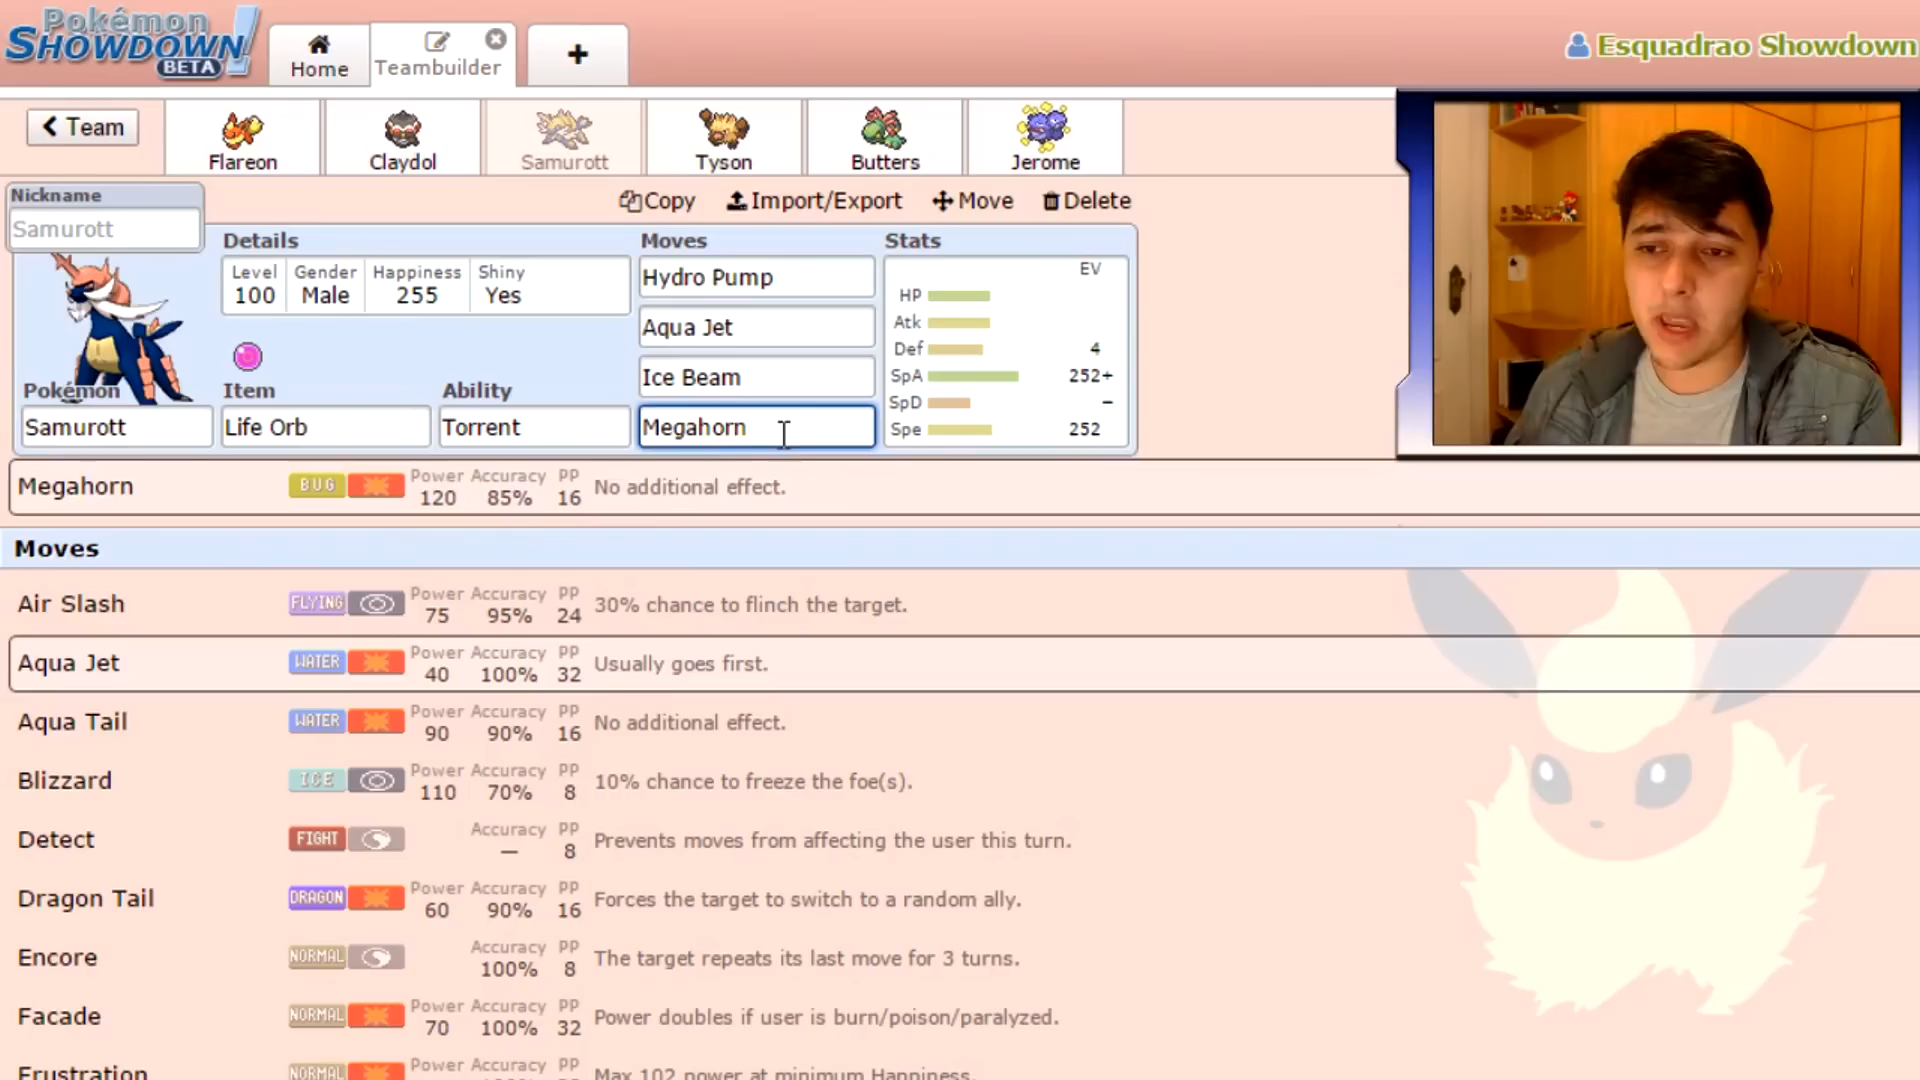 Pokémon
SHOWDOWN!
BETA
Home
Teambuilder
+
Esquadrao Showdown
Team
Flareon
Claydol
Samurott
Tyson
Butters
Jerome
Copy
Import/Export
Move
Delete
Nickname
Samurott
Details
Moves
Stats
Level
Gender
Happiness
Shiny
100
Male
255
Yes
Hydro Pump
Aqua Jet
Ice Beam
Megahorn
EV
HP
Atk
Def 4
SpA 252+
SpD –
Spe 252
Pokémon
Item
Ability
Samurott
Life Orb
Torrent
Megahorn BUG Power 120 Accuracy 85% PP 16 No additional effect.
Moves
Air Slash FLYING Power 75 Accuracy 95% PP 24 30% chance to flinch the target.
Aqua Jet WATER Power 40 Accuracy 100% PP 32 Usually goes first.
Aqua Tail WATER Power 90 Accuracy 90% PP 16 No additional effect.
Blizzard ICE Power 110 Accuracy 70% PP 8 10% chance to freeze the foe(s).
Detect FIGHT Accuracy — PP 8 Prevents moves from affecting the user this turn.
Dragon Tail DRAGON Power 60 Accuracy 90% PP 16 Forces the target to switch to a random ally.
Encore NORMAL Accuracy 100% PP 8 The target repeats its last move for 3 turns.
Facade NORMAL Power 70 Accuracy 100% PP 32 Power doubles if user is burn/poison/paralyzed.
Frustration NORMAL Power Accuracy PP Max 102 power at minimum Happiness.